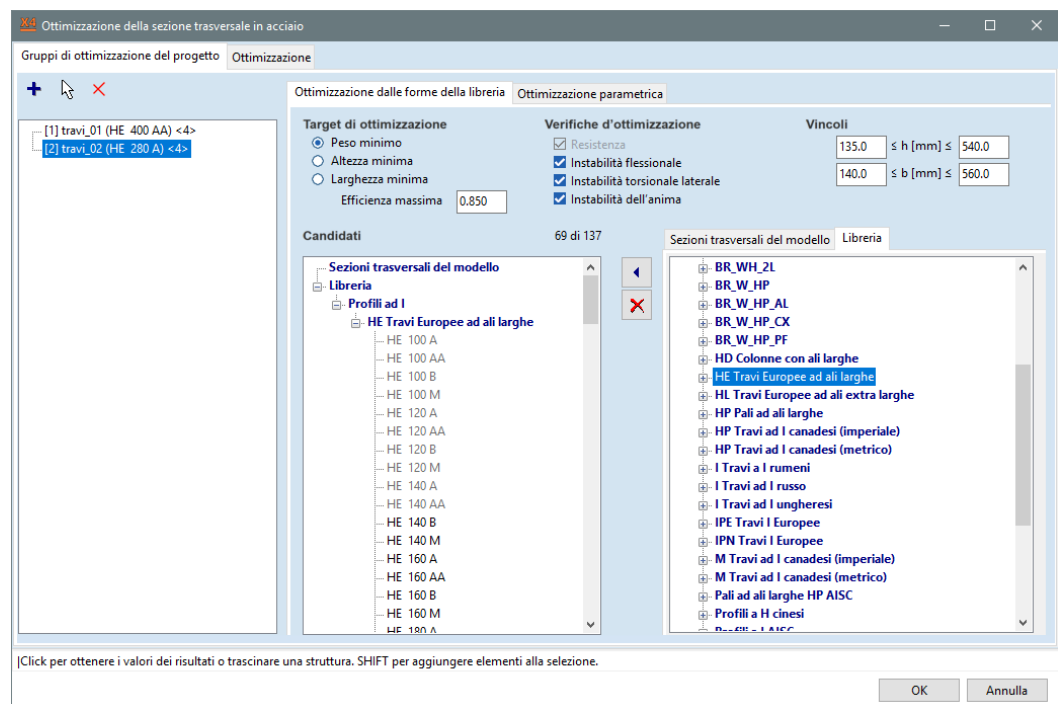 X4 Ottimizzazione della sezione trasversale in acciaio
Gruppi di ottimizzazione del progetto Ottimizzazione
[1] travi_01 (HE 400 AA) <4>
[2] travi_02 (HE 280 A) <4>
Ottimizzazione dalle forme della libreria Ottimizzazione parametrica
Target di ottimizzazione Verifiche d'ottimizzazione Vincoli
Peso minimo Resistenza 135.0 ≤ h [mm] ≤ 540.0
Altezza minima Instabilità flessionale
Larghezza minima Instabilità torsionale laterale 140.0 ≤ b [mm] ≤ 560.0
Efficienza massima 0.850 Instabilità dell'anima
Candidati 69 di 137
Sezioni trasversali del modello
Libreria
Profili ad I
HE Travi Europee ad ali larghe
HE 100 A
HE 100 AA
HE 100 B
HE 100 M
HE 120 A
HE 120 AA
HE 120 B
HE 120 M
HE 140 A
HE 140 AA
HE 140 B
HE 140 M
HE 160 A
HE 160 AA
HE 160 B
HE 160 M
HE 180 A
Sezioni trasversali del modello Libreria
BR_WH_2L
BR_W_HP
BR_W_HP_AL
BR_W_HP_CX
BR_W_HP_PF
HD Colonne con ali larghe
HE Travi Europee ad ali larghe
HL Travi Europee ad ali extra larghe
HP Pali ad ali larghe
HP Travi ad I canadesi (imperiale)
HP Travi ad I canadesi (metrico)
I Travi a I rumeni
I Travi ad I russo
I Travi ad I ungheresi
IPE Travi I Europee
IPN Travi I Europee
M Travi ad I canadesi (imperiale)
M Travi ad I canadesi (metrico)
Pali ad ali larghe HP AISC
Profili a H cinesi
Profili a I AISC
Click per ottenere i valori dei risultati o trascinare una struttura. SHIFT per aggiungere elementi alla selezione.
OK Annulla